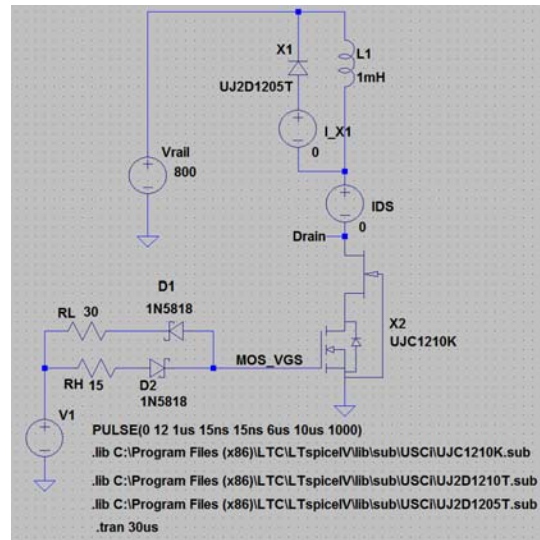 X1
L1
UJ2D1205T
1mH
+
I_X1
-
0
Vrail
+
800
-
+
IDS
-
0
Drain
D1
1N5818
RL 30
X2
UJC1210K
MOS_VGS
RH 15
D2
1N5818
V1
+
-
PULSE(0 12 1us 15ns 15ns 6us 10us 1000)
.lib C:\Program Files (x86)\LTC\LTspiceIV\lib\sub\USCi\UJC1210K.sub
.lib C:\Program Files (x86)\LTC\LTspiceIV\lib\sub\USCi\UJ2D1210T.sub
.lib C:\Program Files (x86)\LTC\LTspiceIV\lib\sub\USCi\UJ2D1205T.sub
.tran 30us